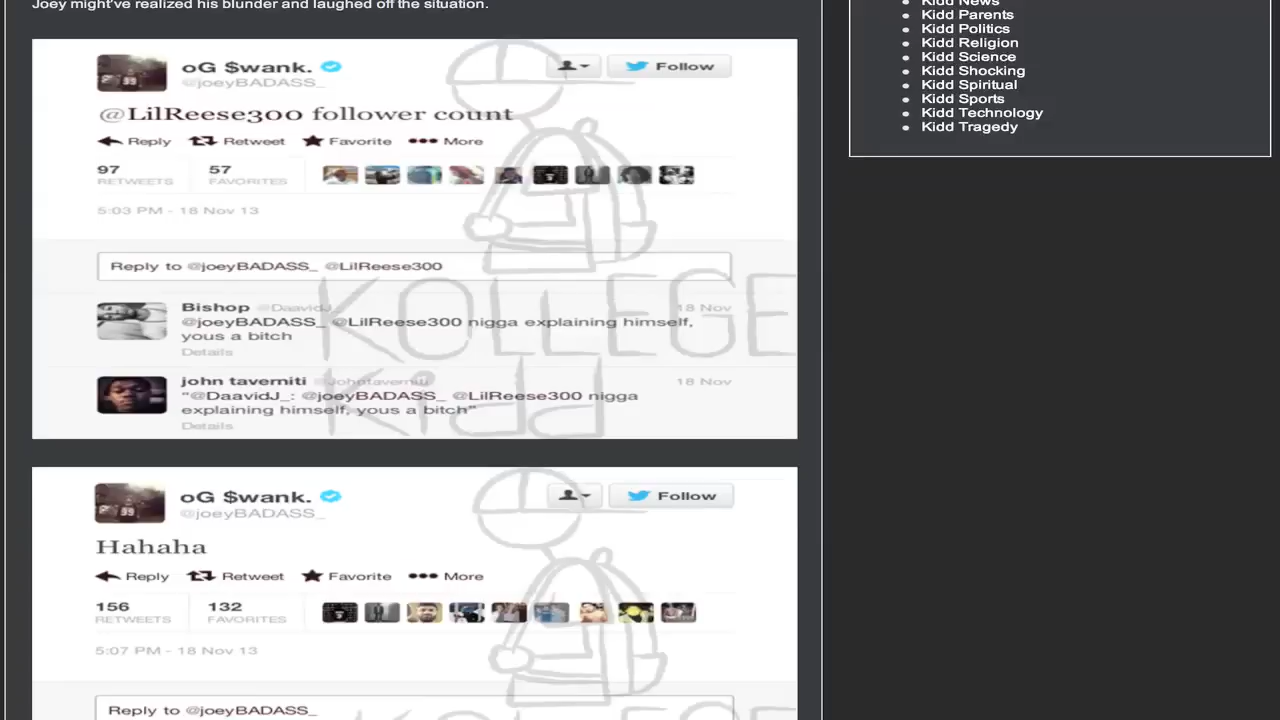 Joey might've realized his blunder and laughed off the situation.
oG $wank.
Follow
@joeyBADASS_
@LilReese300 follower count
Reply Retweet Favorite More
97 57
RETWEETS FAVORITES
5:03 PM - 18 Nov 13
Reply to @joeyBADASS_ @LilReese300
Bishop @DaavidJ_ 18 Nov
@joeyBADASS_ @LilReese300 nigga explaining himself,
yous a bitch
Details
john taverniti @johntaverniti 18 Nov
"@DaavidJ_: @joeyBADASS_ @LilReese300 nigga
explaining himself, yous a bitch"
Details
KOLLEGE
Kidd
oG $wank.
Follow
@joeyBADASS_
Hahaha
Reply Retweet Favorite More
156 132
RETWEETS FAVORITES
5:07 PM - 18 Nov 13
Reply to @joeyBADASS_
KOLLEGE
Kidd News
Kidd Parents
Kidd Politics
Kidd Religion
Kidd Science
Kidd Shocking
Kidd Spiritual
Kidd Sports
Kidd Technology
Kidd Tragedy